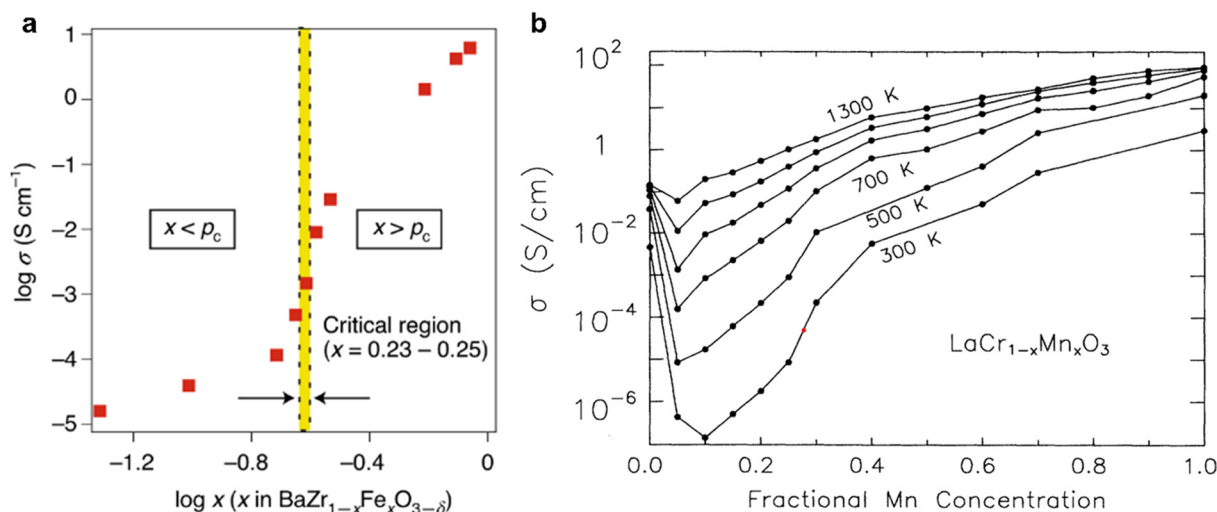 a
1
0
−1
−2
−3
−4
−5
log σ (S cm⁻¹)
x < pc
x > pc
Critical region
(x = 0.23 – 0.25)
−1.2
−0.8
−0.4
0
log x (x in BaZr₁₋ₓFeₓO₃₋δ)
b
10²
1
10⁻²
10⁻⁴
10⁻⁶
σ (S/cm)
1300 K
700 K
500 K
300 K
LaCr₁₋ₓMnₓO₃
0.0
0.2
0.4
0.6
0.8
1.0
Fractional Mn Concentration